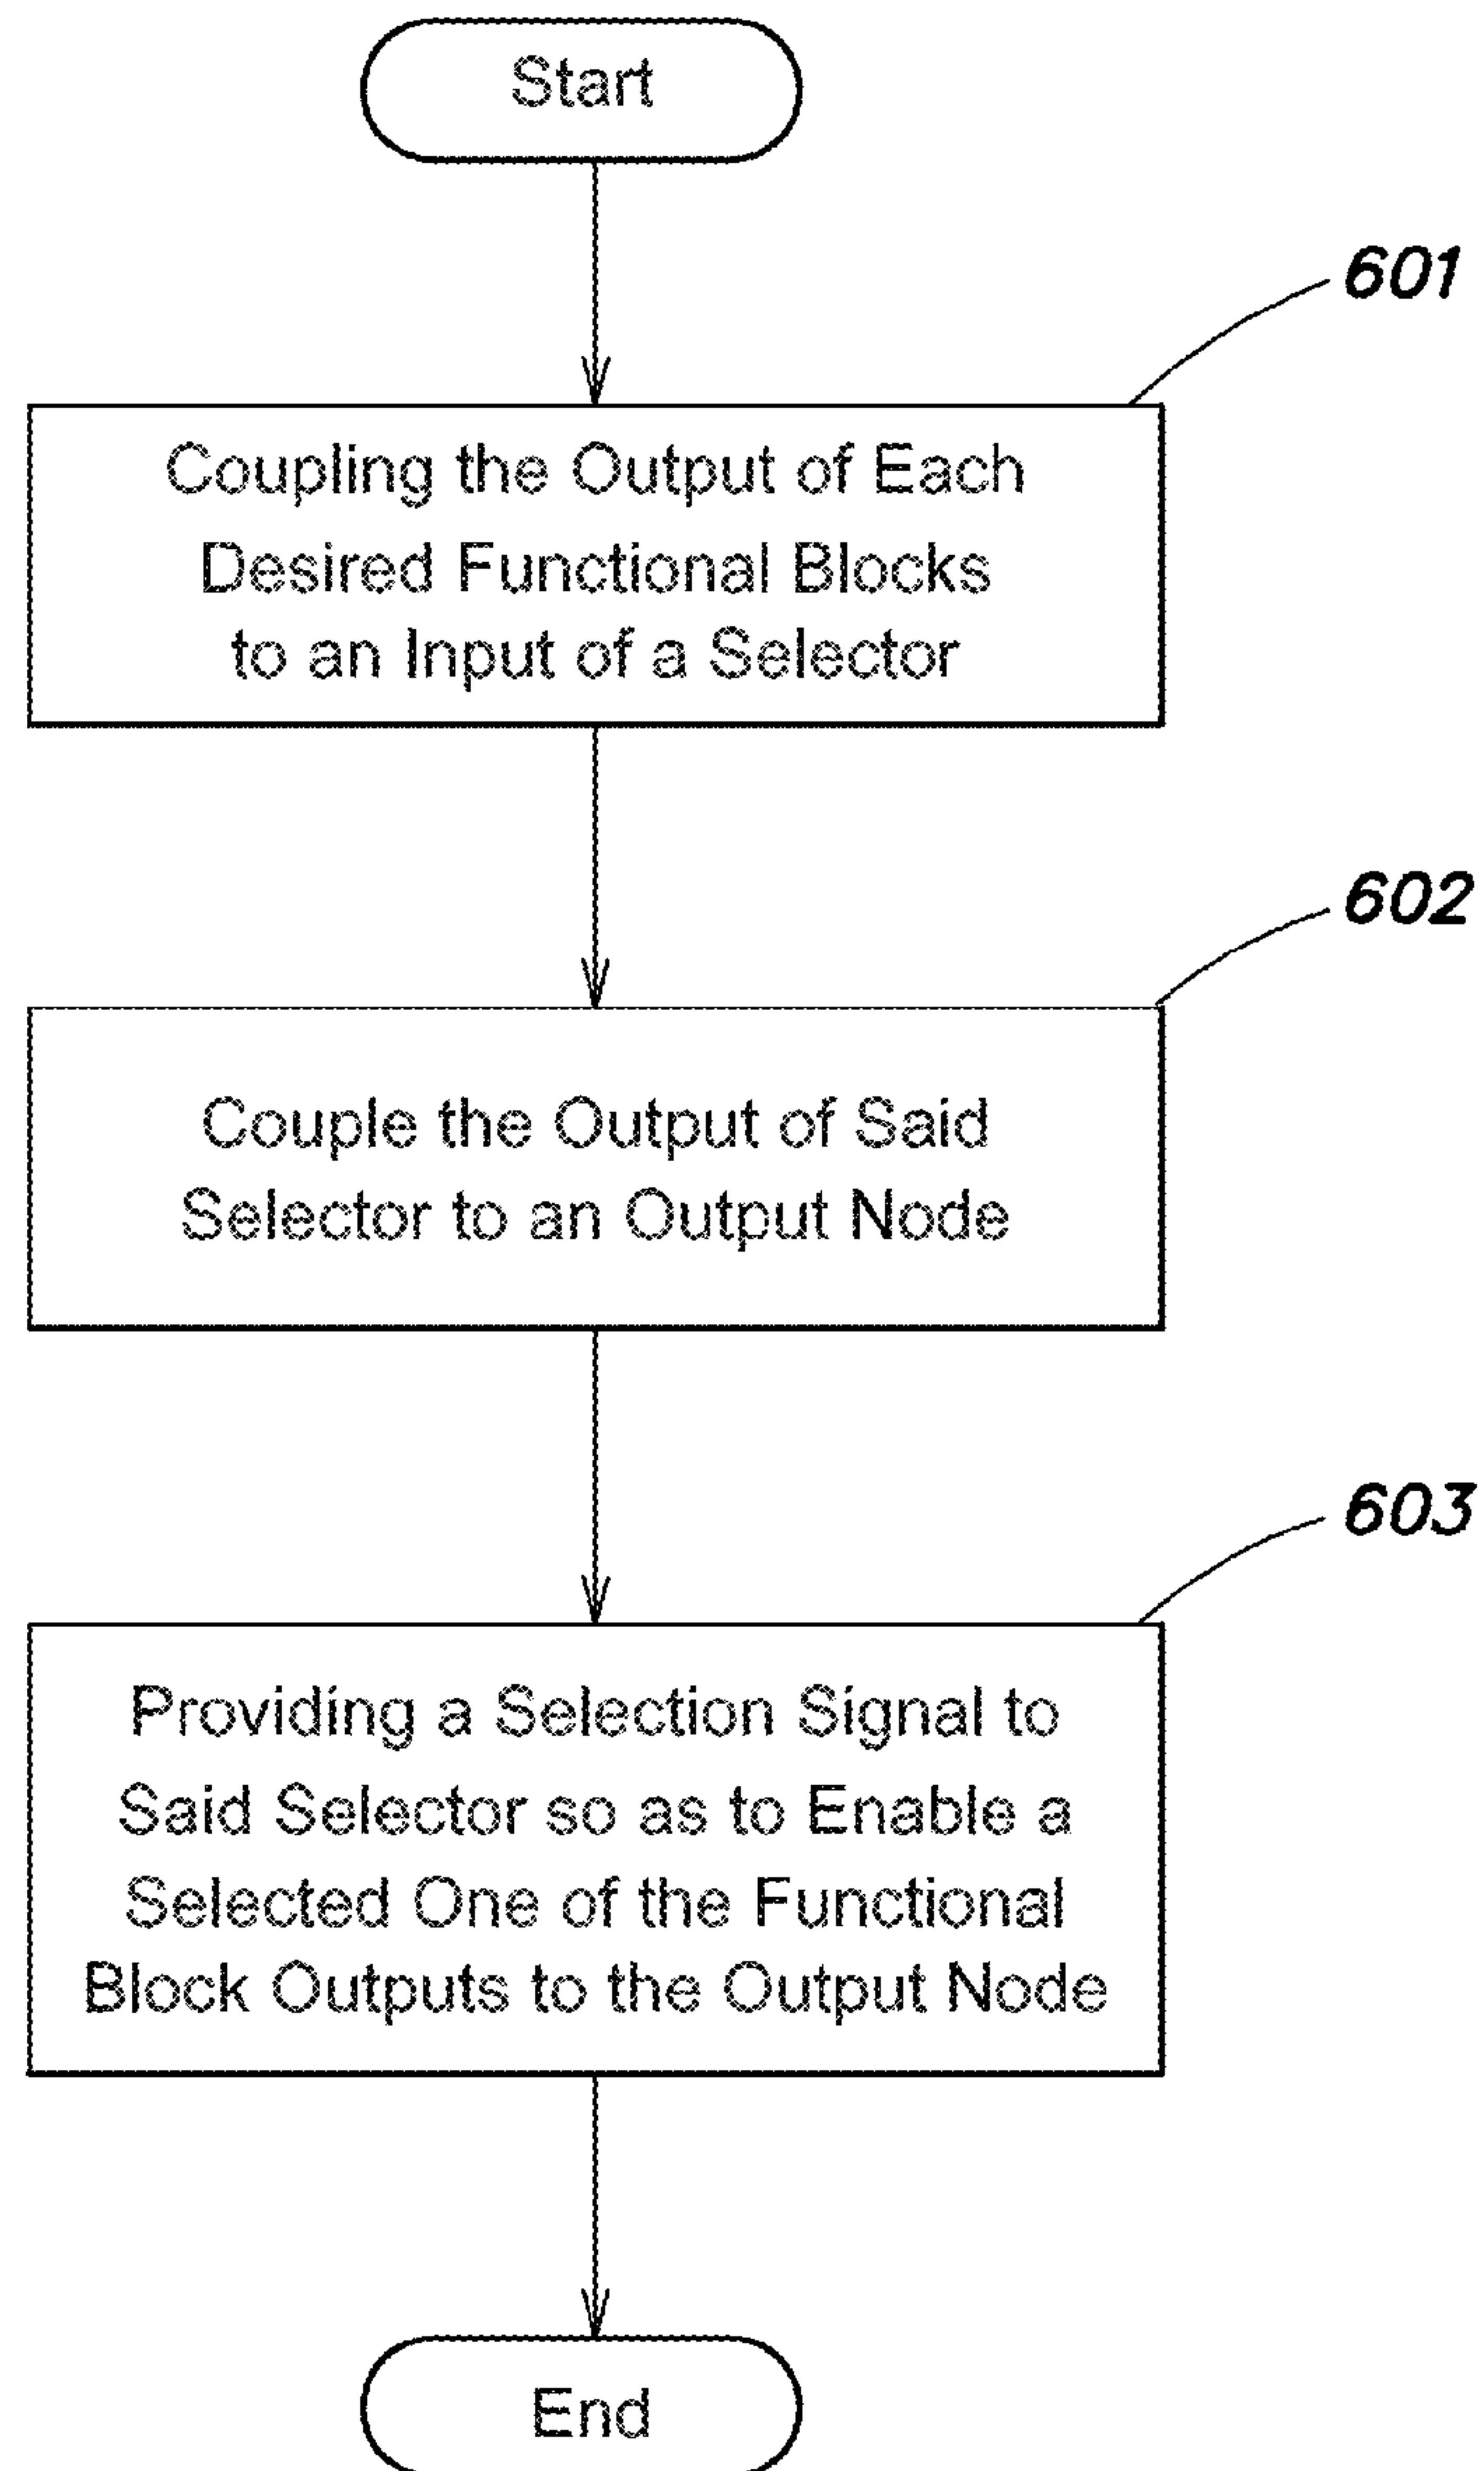 Start
601
Coupling the Output of Each
Desired Functional Blocks
to an Input of a Selector
602
Couple the Output of Said
Selector to an Output Node
603
Providing a Selection Signal to
Said Selector so as to Enable a
Selected One of the Functional
Block Outputs to the Output Node
End